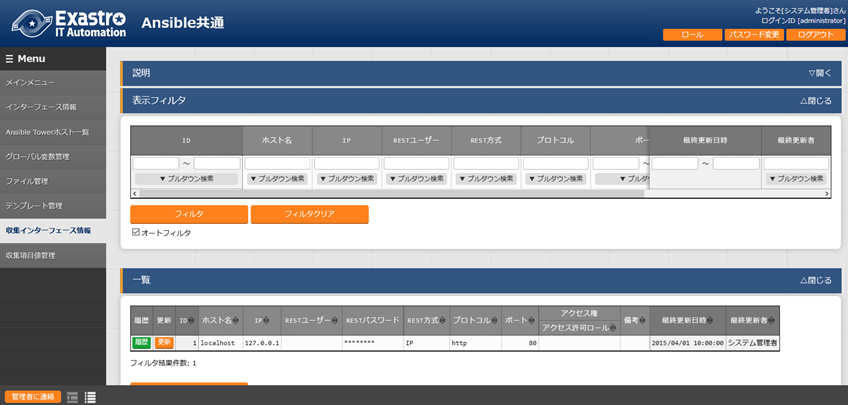 Exastro
IT Automation
Ansible共通
ようこそ[システム管理者]さん
ログインID [administrator]
ロール パスワード変更 ログアウト
Menu
メインメニュー
インターフェース情報
Ansible Towerホスト一覧
グローバル変数管理
ファイル管理
テンプレート管理
収集インターフェース情報
収集項目値管理
説明 ▽開く
表示フィルタ △閉じる
ID ホスト名 IP RESTユーザー REST方式 プロトコル ポー 最終更新日時 最終更新者
～ ～ ～
▼ プルダウン検索 ▼ プルダウン検索 ▼ プルダウン検索 ▼ プルダウン検索 ▼ プルダウン検索 ▼ プルダウン検索 ▼ プルダウン ▼ プルダウン検索
フィルタ フィルタクリア
オートフィルタ
一覧 △閉じる
履歴 更新 ID ホスト名 IP RESTユーザー RESTパスワード REST方式 プロトコル ポート アクセス権 備考 最終更新日時 最終更新者
アクセス許可ロール
履歴 更新 1 localhost 127.0.0.1 ******** IP http 80 2015/04/01 10:00:00 システム管理者
フィルタ結果件数: 1
管理者に連絡